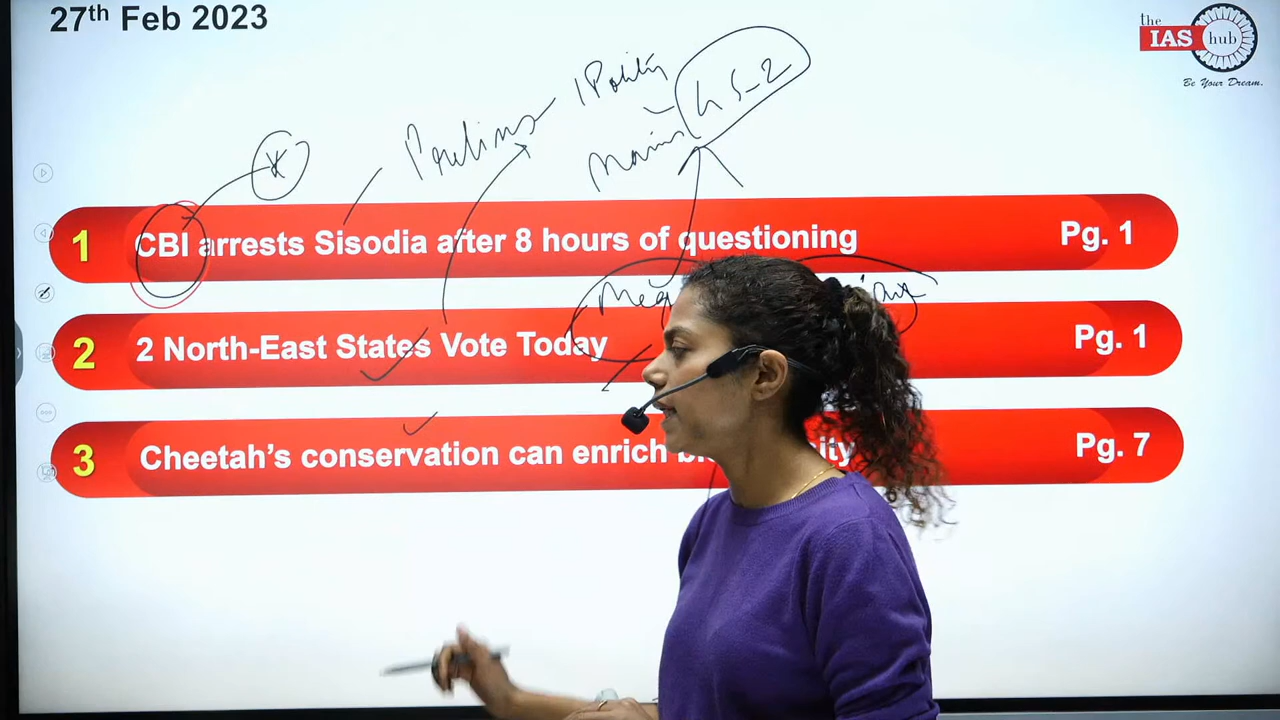 27th Feb 2023
the
IAS hub
Be Your Dream.
Polity
Prelims
Mains GS-2
1 CBI arrests Sisodia after 8 hours of questioning Pg. 1
2 2 North-East States Vote Today Pg. 1
3 Cheetah's conservation can enrich Pg. 7